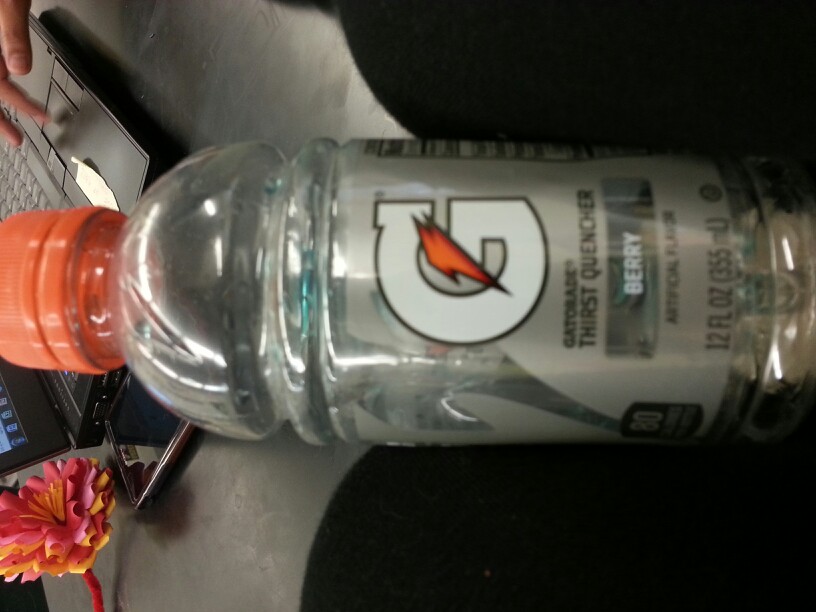 G
GATORADE®
THIRST QUENCHER
BERRY
ARTIFICIAL FLAVOR
12 FL OZ (355 mL)
80